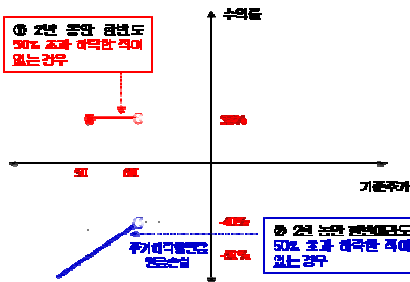 수익률
① 2년 동안 한번도
50% 초과 하락한 적이
없는 경우
50
60
기준주가
-40%
주가하락률만큼
원금손실
② 2년 동안 한번이라도
50% 초과 하락한 적이
있는 경우